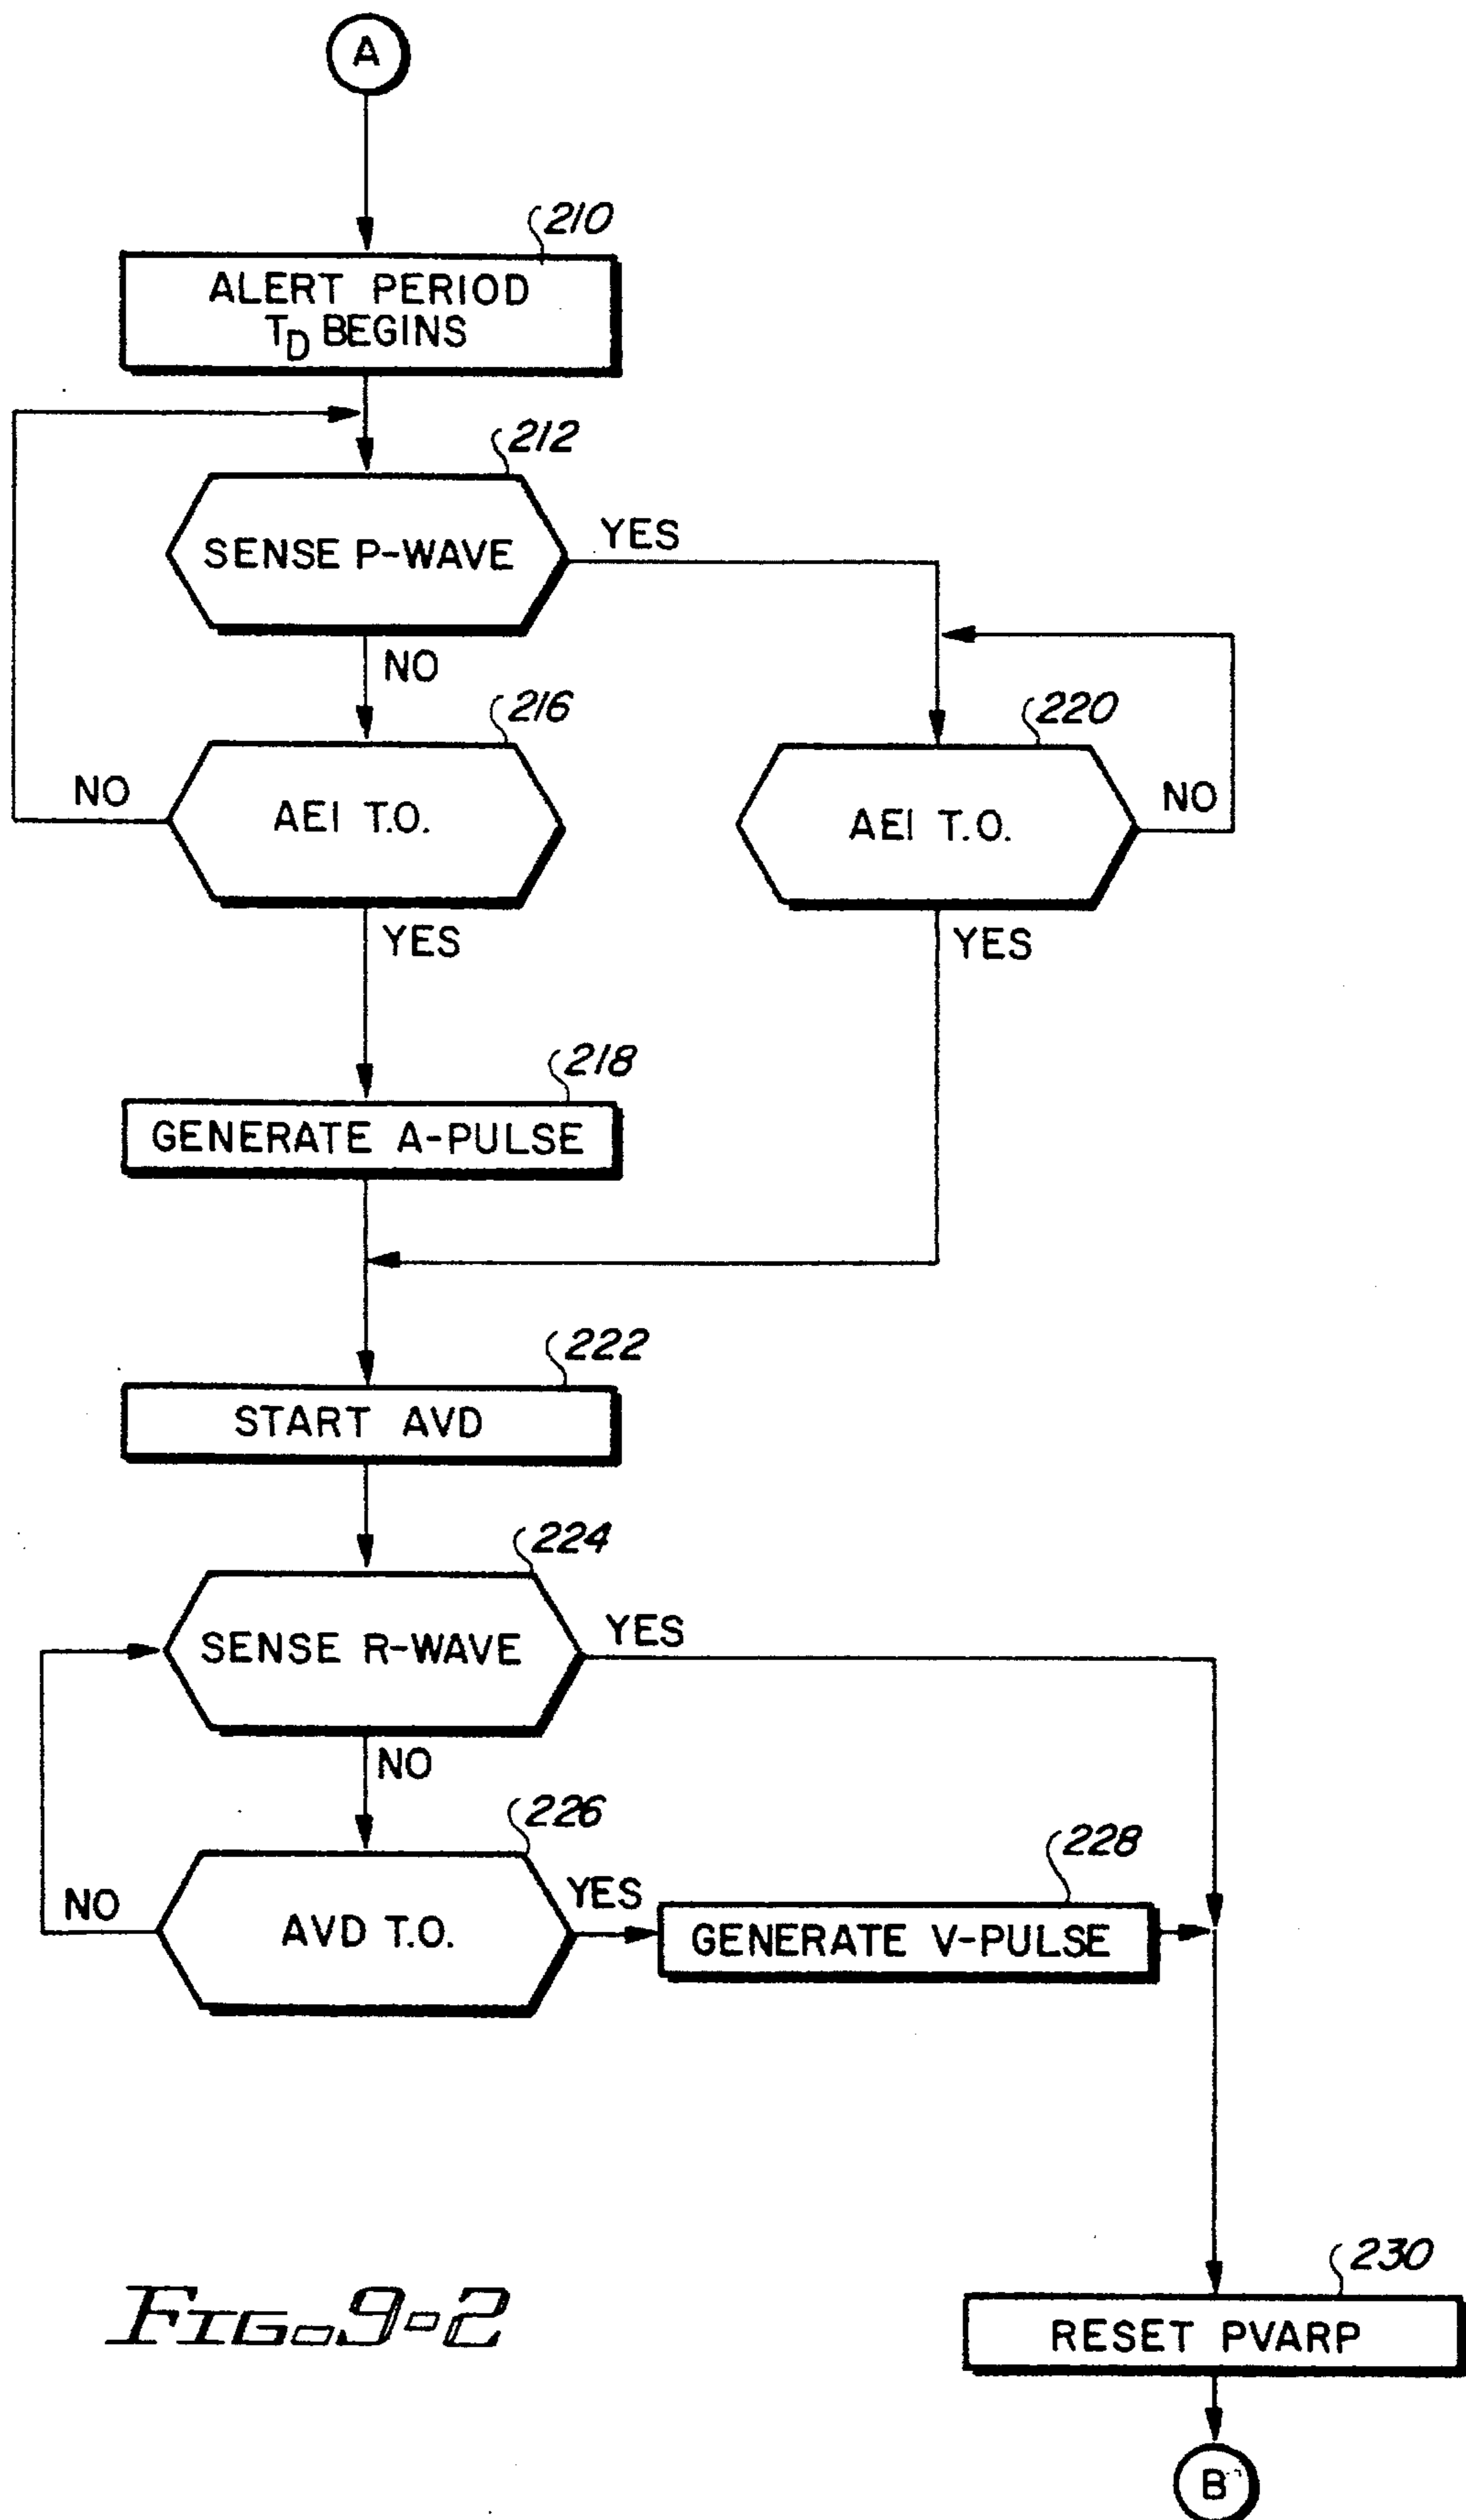 A
210
ALERT PERIOD
TD BEGINS
212
SENSE P-WAVE
YES
NO
216
220
NO
AEI T.O.
AEI T.O.
NO
YES
YES
218
GENERATE A-PULSE
222
START AVD
224
SENSE R-WAVE
YES
NO
226
228
NO
AVD T.O.
YES
GENERATE V-PULSE
230
RESET PVARP
FIG. 9-2
B